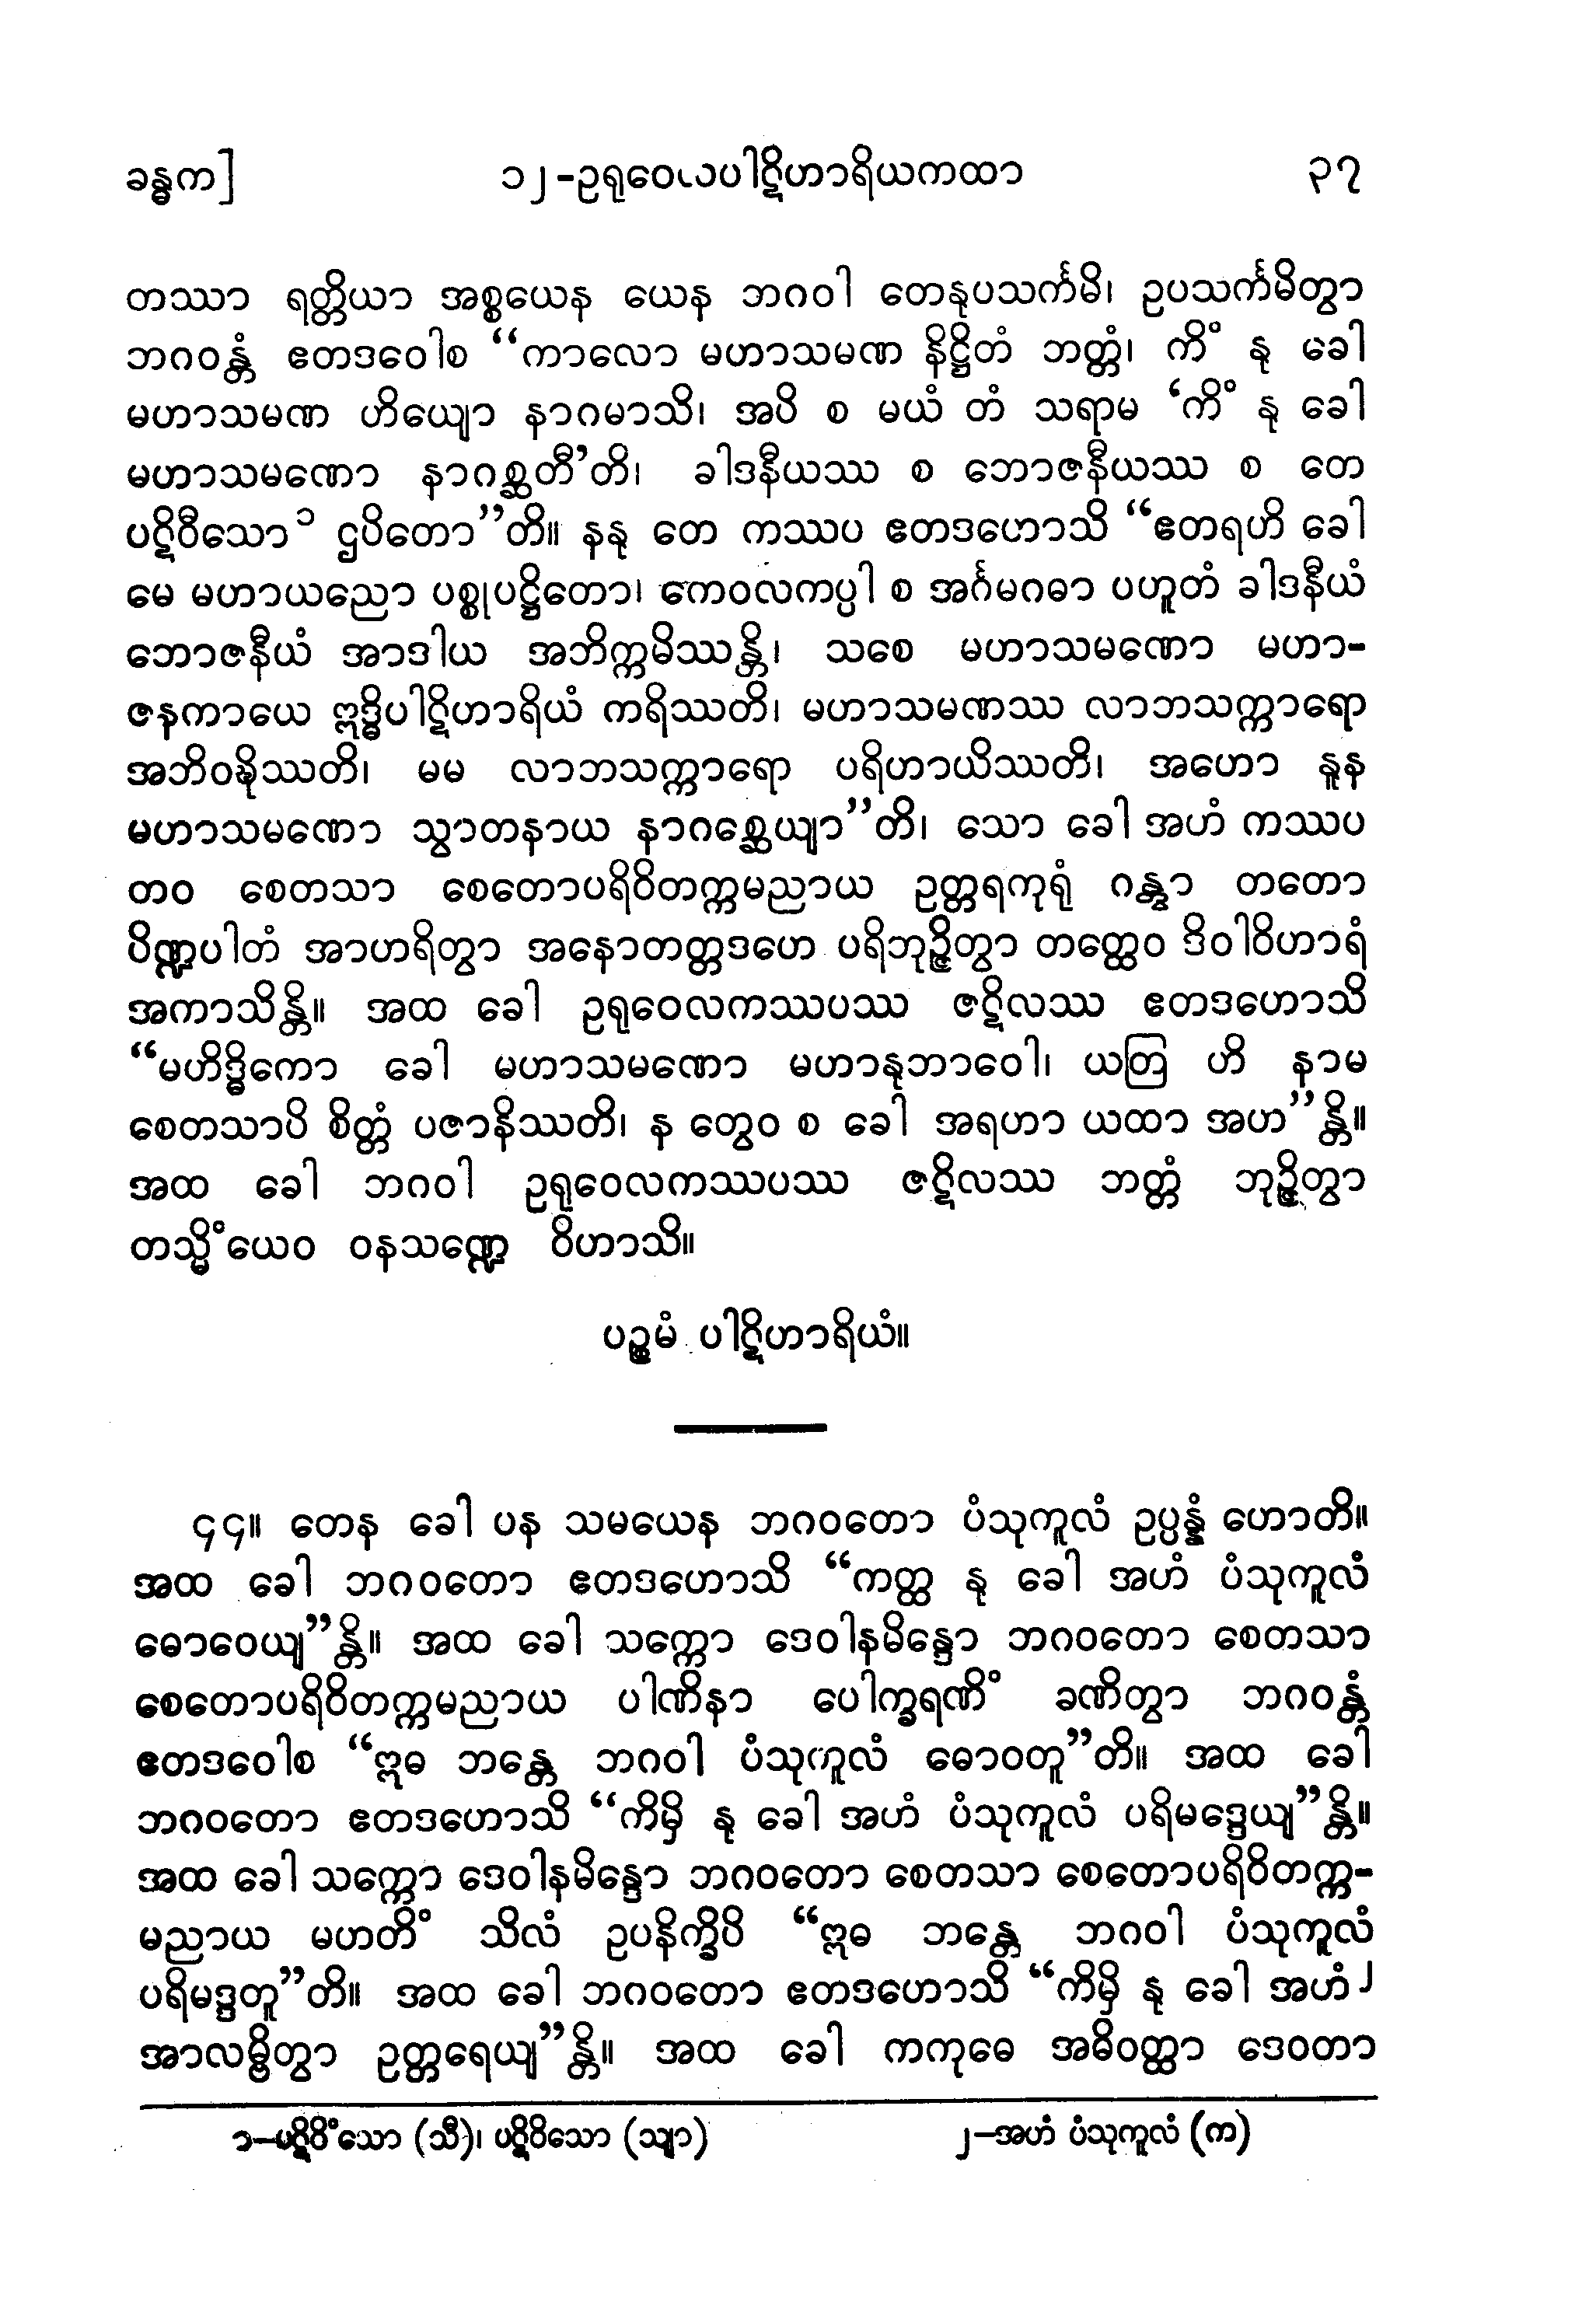 ခန္ဓက]
၁၂-ဥရုဝေလပါဋိဟာရိယကထာ
၃၇
တဿာ ရတ္တိယာ အစ္စယေန ယေန ဘဂဝါ တေနုပသင်္ကမိ၊ ဥပသင်္ကမိတွာ
ဘဂဝန္တံ ဧတဒဝေါစ “ကာလော မဟာသမဏ နိဋ္ဌိတံ ဘတ္တံ၊ ကိံ နု ခေါ
မဟာသမဏ ဟိယျော နာဂမာသိ၊ အပိ စ မယံ တံ သရာမ ‘ကိံ နု ခေါ
မဟာသမဏော နာဂစ္ဆတီ’တိ၊ ခါဒနီယဿ စ ဘောဇနီယဿ စ တေ
ပဋိဝီသော၁ ဌပိတော”တိ။ နနု တေ ကဿပ ဧတဒဟောသိ “ဧတရဟိ ခေါ
မေ မဟာယညော ပစ္စုပဋ္ဌိတော၊ ကေဝလကပ္ပါ စ အင်္ဂမဂဓာ ပဟူတံ ခါဒနီယံ
ဘောဇနီယံ အာဒါယ အဘိက္ကမိဿန္တိ၊ သစေ မဟာသမဏော မဟာ-
ဇနကာယေ ဣဒ္ဓိပါဋိဟာရိယံ ကရိဿတိ၊ မဟာသမဏဿ လာဘသက္ကာရော
အဘိဝဍ္ဎိဿတိ၊ မမ လာဘသက္ကာရော ပရိဟာယိဿတိ၊ အဟော နူန
မဟာသမဏော သွာတနာယ နာဂစ္ဆေယျာ”တိ၊ သော ခေါ အဟံ ကဿပ
တဝ စေတသာ စေတောပရိဝိတက္ကမညာယ ဥတ္တရကုရုံ ဂန္တွာ တတော
ပိဏ္ဍပါတံ အာဟရိတွာ အနောတတ္တဒဟေ ပရိဘုဉ္ဇိတွာ တတ္ထေဝ ဒိဝါဝိဟာရံ
အကာသိန္တိ။ အထ ခေါ ဥရုဝေလကဿပဿ ဇဋိလဿ ဧတဒဟောသိ
“မဟိဒ္ဓိကော ခေါ မဟာသမဏော မဟာနုဘာဝေါ၊ ယတြ ဟိ နာမ
စေတသာပိ စိတ္တံ ပဇာနိဿတိ၊ န တွေဝ စ ခေါ အရဟာ ယထာ အဟ”န္တိ။
အထ ခေါ ဘဂဝါ ဥရုဝေလကဿပဿ ဇဋိလဿ ဘတ္တံ ဘုဉ္ဇိတွာ
တသ္မိံယေဝ ဝနသဏ္ဍေ ဝိဟာသိ။
ပဉ္စမံ ပါဋိဟာရိယံ။
၄၄။ တေန ခေါ ပန သမယေန ဘဂဝတော ပံသုကူလံ ဥပ္ပန္နံ ဟောတိ။
အထ ခေါ ဘဂဝတော ဧတဒဟောသိ “ကတ္ထ နု ခေါ အဟံ ပံသုကူလံ
ဓောဝေယျ”န္တိ။ အထ ခေါ သက္ကော ဒေဝါနမိန္ဒော ဘဂဝတော စေတသာ
စေတောပရိဝိတက္ကမညာယ ပါဏိနာ ပေါက္ခရဏိံ ခဏိတွာ ဘဂဝန္တံ
ဧတဒဝေါစ “ဣဓ ဘန္တေ ဘဂဝါ ပံသုကူလံ ဓောဝတူ”တိ။ အထ ခေါ
ဘဂဝတော ဧတဒဟောသိ “ကိမှိ နု ခေါ အဟံ ပံသုကူလံ ပရိမဒ္ဒေယျ”န္တိ။
အထ ခေါ သက္ကော ဒေဝါနမိန္ဒော ဘဂဝတော စေတသာ စေတောပရိဝိတက္က-
မညာယ မဟတိံ သိလံ ဥပနိက္ခိပိ “ဣဓ ဘန္တေ ဘဂဝါ ပံသုကူလံ
ပရိမဒ္ဒတူ”တိ။ အထ ခေါ ဘဂဝတော ဧတဒဟောသိ “ကိမှိ နု ခေါ အဟံ၂
အာလမ္ဗိတွာ ဥတ္တရေယျ”န္တိ။ အထ ခေါ ကကုဓေ အဓိဝတ္ထာ ဒေဝတာ
၁–ပဋိဝိံသော (သီ)၊ ပဋိဝိသော (သျာ)
၂–အဟံ ပံသုကူလံ (က)